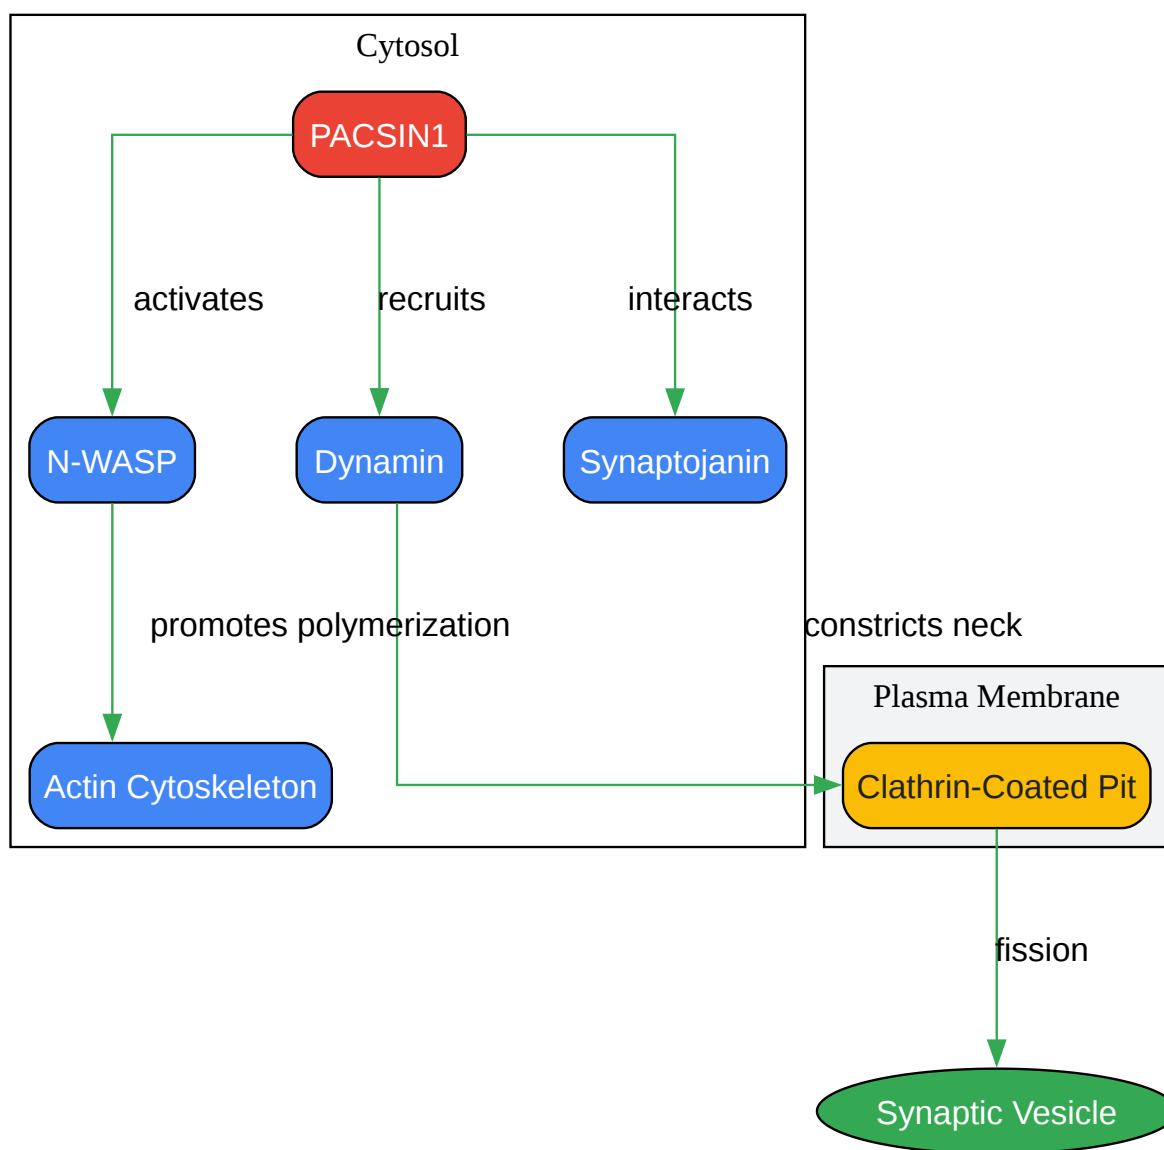 Cytosol
PACSIN1
activates
recruits
interacts
N-WASP
Dynamin
Synaptojanin
promotes polymerization
constricts neck
Plasma Membrane
Actin Cytoskeleton
Clathrin-Coated Pit
fission
Synaptic Vesicle